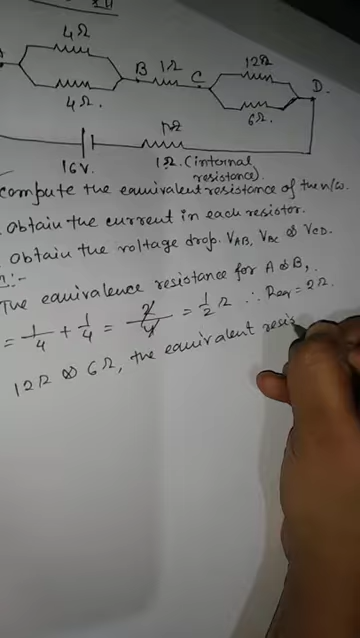 4Ω
12Ω
A
B
1Ω
C
D.
4Ω.
6Ω.
16V.
1Ω (internal
resistance).
compute the equivalent resistance of the n/w.
obtain the current in each resistor.
obtain the voltage drop. VAB, VBC & VCD.
The equivalence resistance for A & B,
= 1/4 + 1/4 = 2/4 = 1/2 Ω ∴ Req = 2Ω.
12Ω & 6Ω, the equivalent resis